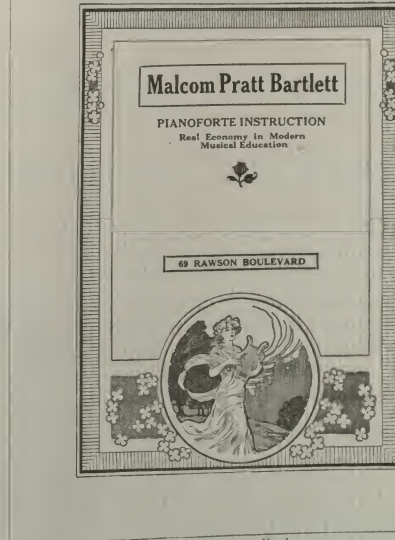 Malcom Pratt Bartlett
PIANOFORTE INSTRUCTION
Real Economy in Modern
Musical Education
69 RAWSON BOULEVARD